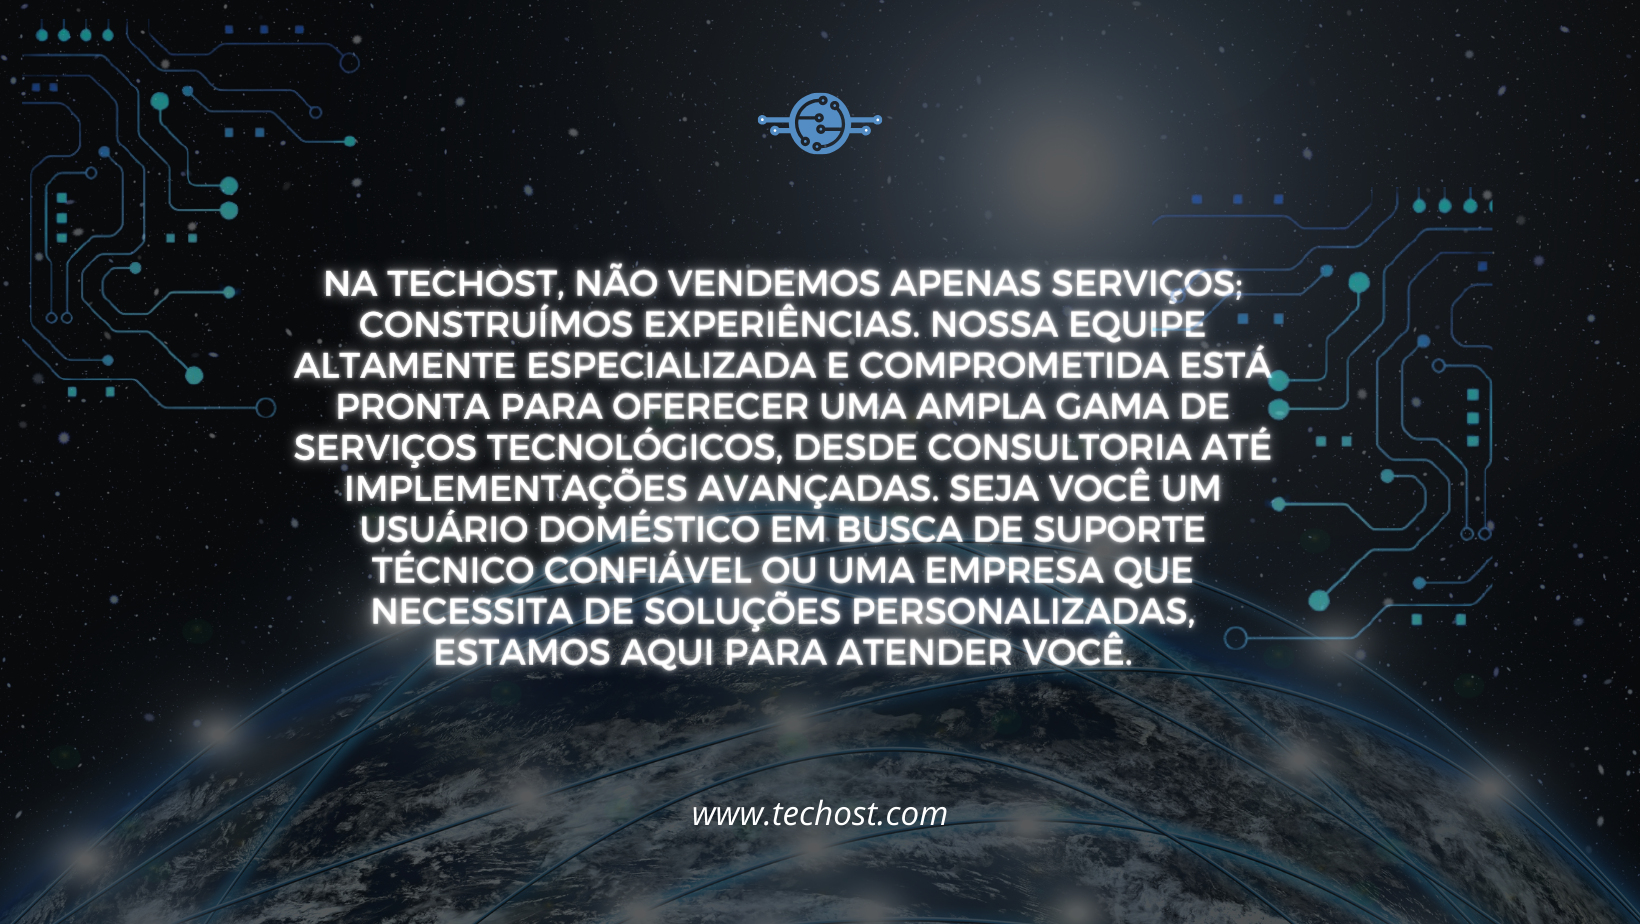 NA TECHOST, NÃO VENDEMOS APENAS SERVIÇOS;
CONSTRUÍMOS EXPERIÊNCIAS. NOSSA EQUIPE
ALTAMENTE ESPECIALIZADA E COMPROMETIDA ESTÁ
PRONTA PARA OFERECER UMA AMPLA GAMA DE
SERVIÇOS TECNOLÓGICOS, DESDE CONSULTORIA ATÉ
IMPLEMENTAÇÕES AVANÇADAS. SEJA VOCÊ UM
USUÁRIO DOMÉSTICO EM BUSCA DE SUPORTE
TÉCNICO CONFIÁVEL OU UMA EMPRESA QUE
NECESSITA DE SOLUÇÕES PERSONALIZADAS,
ESTAMOS AQUI PARA ATENDER VOCÊ.
www.techost.com